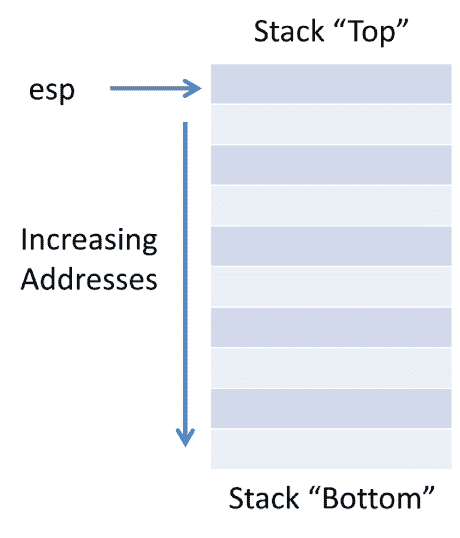 Stack “Top”
esp
Increasing
Addresses
Stack “Bottom”